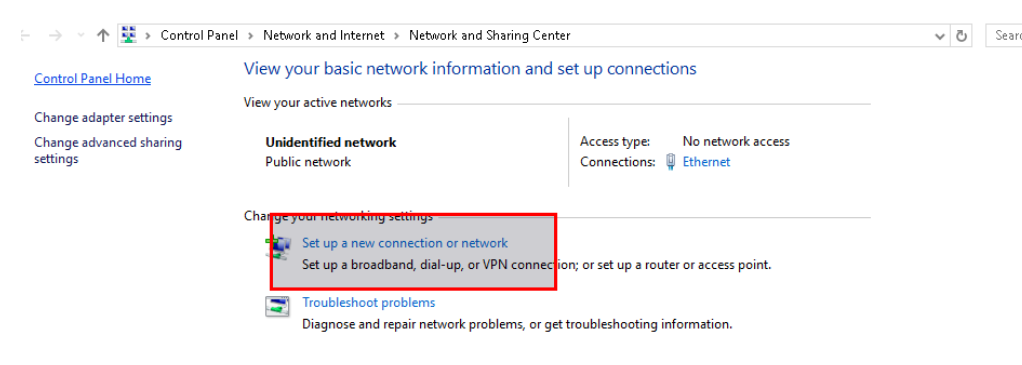 Control Panel > Network and Internet > Network and Sharing Center
Control Panel Home
Change adapter settings
Change advanced sharing
settings
View your basic network information and set up connections
View your active networks
Unidentified network
Public network
Access type: No network access
Connections: Ethernet
Change your networking settings
Set up a new connection or network
Set up a broadband, dial-up, or VPN connection; or set up a router or access point.
Troubleshoot problems
Diagnose and repair network problems, or get troubleshooting information.